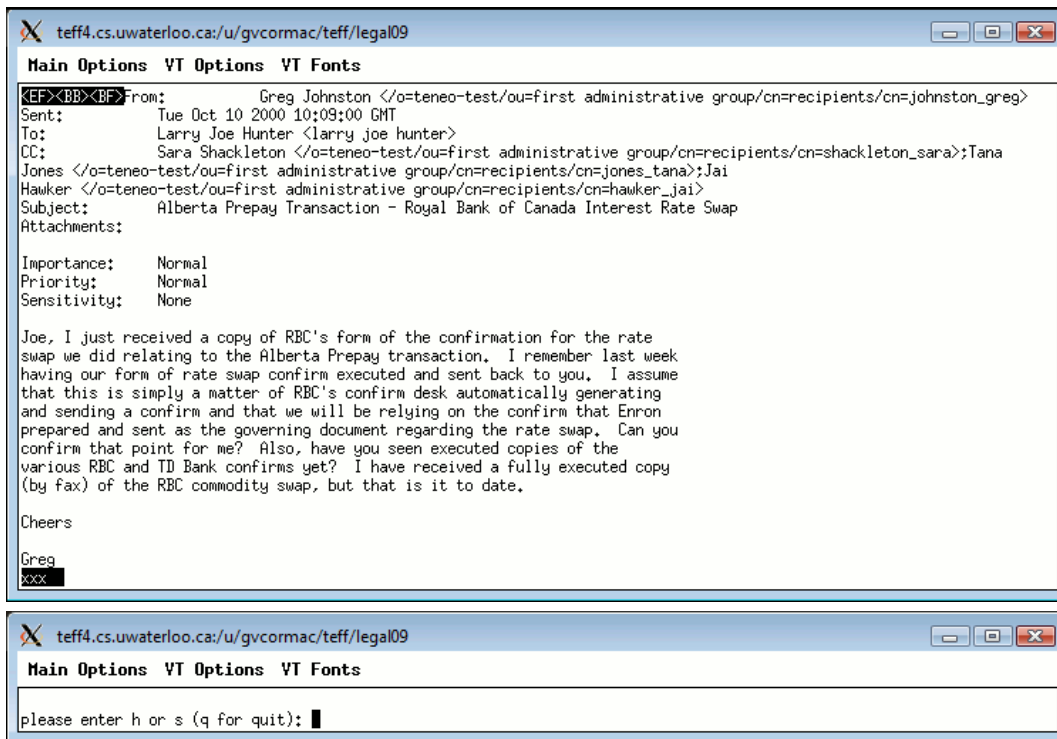 teff4.cs.uwaterloo.ca:/u/gvcormac/teff/legal09
Main Options VT Options VT Fonts
<EF><BB><BF>From: Greg Johnston </o=teneo-test/ou=first administrative group/cn=recipients/cn=johnston_greg>
Sent: Tue Oct 10 2000 10:09:00 GMT
To: Larry Joe Hunter <larry joe hunter>
CC: Sara Shackleton </o=teneo-test/ou=first administrative group/cn=recipients/cn=shackleton_sara>;Tana
Jones </o=teneo-test/ou=first administrative group/cn=recipients/cn=jones_tana>;Jai
Hawker </o=teneo-test/ou=first administrative group/cn=recipients/cn=hawker_jai>
Subject: Alberta Prepay Transaction - Royal Bank of Canada Interest Rate Swap
Attachments:
Importance: Normal
Priority: Normal
Sensitivity: None
Joe, I just received a copy of RBC's form of the confirmation for the rate
swap we did relating to the Alberta Prepay transaction. I remember last week
having our form of rate swap confirm executed and sent back to you. I assume
that this is simply a matter of RBC's confirm desk automatically generating
and sending a confirm and that we will be relying on the confirm that Enron
prepared and sent as the governing document regarding the rate swap. Can you
confirm that point for me? Also, have you seen executed copies of the
various RBC and TD Bank confirms yet? I have received a fully executed copy
(by fax) of the RBC commodity swap, but that is it to date.
Cheers
Greg
xxx
teff4.cs.uwaterloo.ca:/u/gvcormac/teff/legal09
Main Options VT Options VT Fonts
please enter h or s (q for quit):